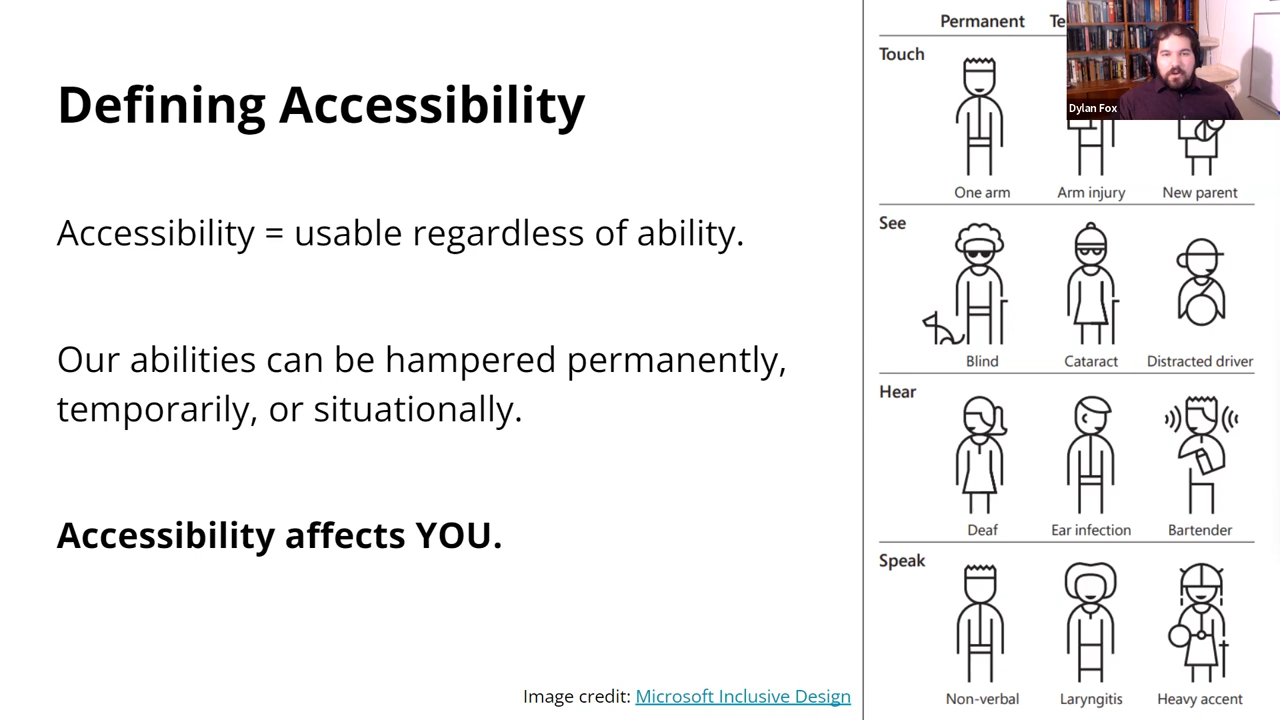 Defining Accessibility
Accessibility = usable regardless of ability.
Our abilities can be hampered permanently,
temporarily, or situationally.
Accessibility affects YOU.
Image credit: Microsoft Inclusive Design
Permanent
Touch
One arm Arm injury New parent
See
Blind Cataract Distracted driver
Hear
Deaf Ear infection Bartender
Speak
Non-verbal Laryngitis Heavy accent
Dylan Fox